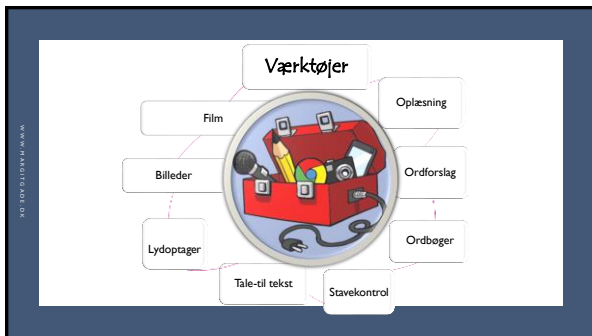 Værktøjer
Oplæsning
Ordforslag
Ordbøger
Stavekontrol
Tale-til tekst
Lydoptager
Billeder
Film
WWW.MARGITGADE.DK